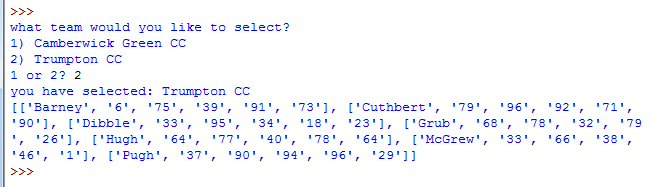 >>>
what team would you like to select?
1) Camberwick Green CC
2) Trumpton CC
1 or 2? 2
you have selected: Trumpton CC
[['Barney', '6', '75', '39', '91', '73'], ['Cuthbert', '79', '96', '92', '71',
'90'], ['Dibble', '33', '95', '34', '18', '23'], ['Grub', '68', '78', '32', '79
', '26'], ['Hugh', '64', '77', '40', '78', '64'], ['McGrew', '33', '66', '38',
'46', '1'], ['Pugh', '37', '90', '94', '96', '29']]
>>>